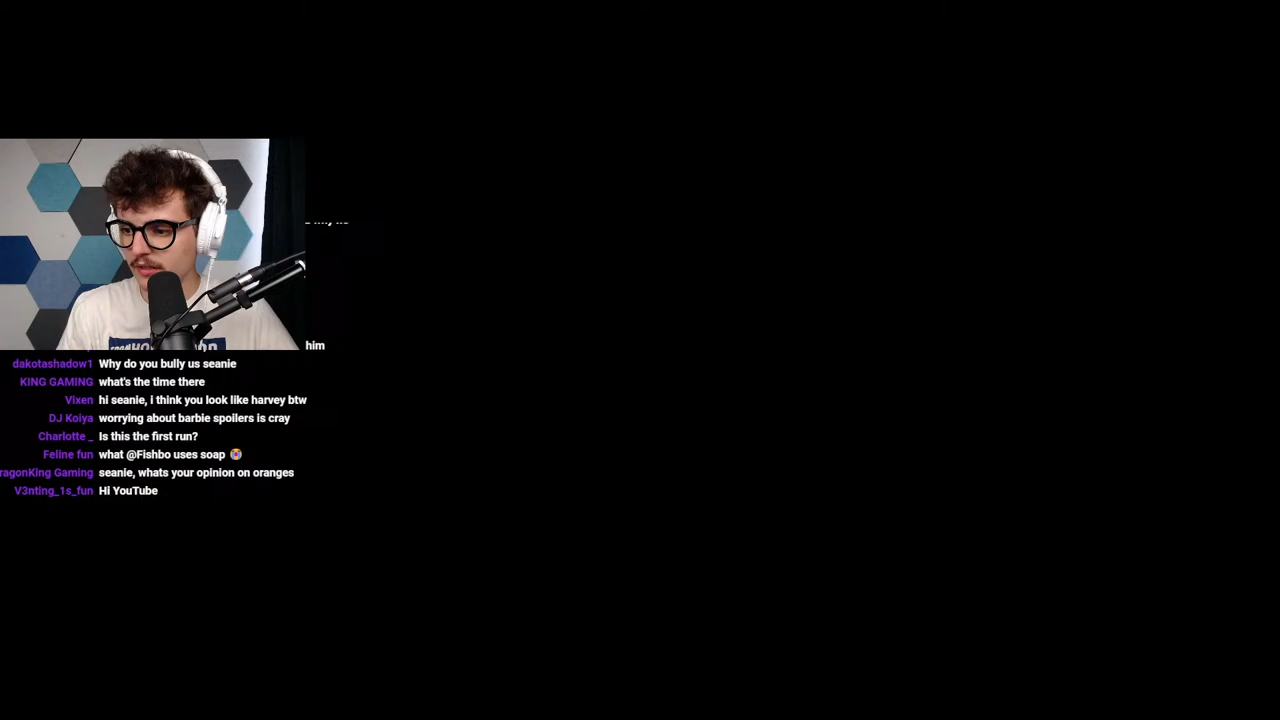 him
dakotashadow1 Why do you bully us seanie
KING GAMING what's the time there
Vixen hi seanie, i think you look like harvey btw
DJ Koiya worrying about barbie spoilers is cray
Charlotte _ Is this the first run?
Feline fun what @Fishbo uses soap 😭
ragonKing Gaming seanie, whats your opinion on oranges
V3nting_1s_fun Hi YouTube